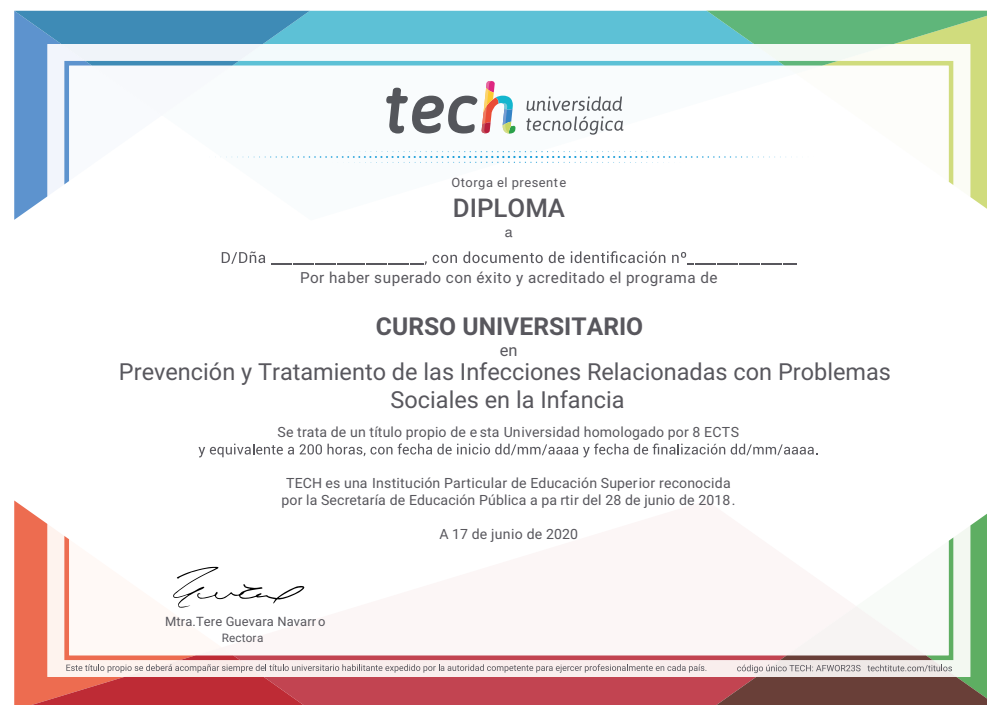 tech universidad
tecnológica
Otorga el presente
DIPLOMA
a
D/Dña ____________________, con documento de identificación nº_______________
Por haber superado con éxito y acreditado el programa de
CURSO UNIVERSITARIO
en
Prevención y Tratamiento de las Infecciones Relacionadas con Problemas
Sociales en la Infancia
Se trata de un título propio de esta Universidad homologado por 8 ECTS
y equivalente a 200 horas, con fecha de inicio dd/mm/aaaa y fecha de finalización dd/mm/aaaa.
TECH es una Institución Particular de Educación Superior reconocida
por la Secretaría de Educación Pública a partir del 28 de junio de 2018.
A 17 de junio de 2020
Mtra.Tere Guevara Navarro
Rectora
Este título propio se deberá acompañar siempre del título universitario habilitante expedido por la autoridad competente para ejercer profesionalmente en cada país. código único TECH: AFWOR23S techtitute.com/titulos